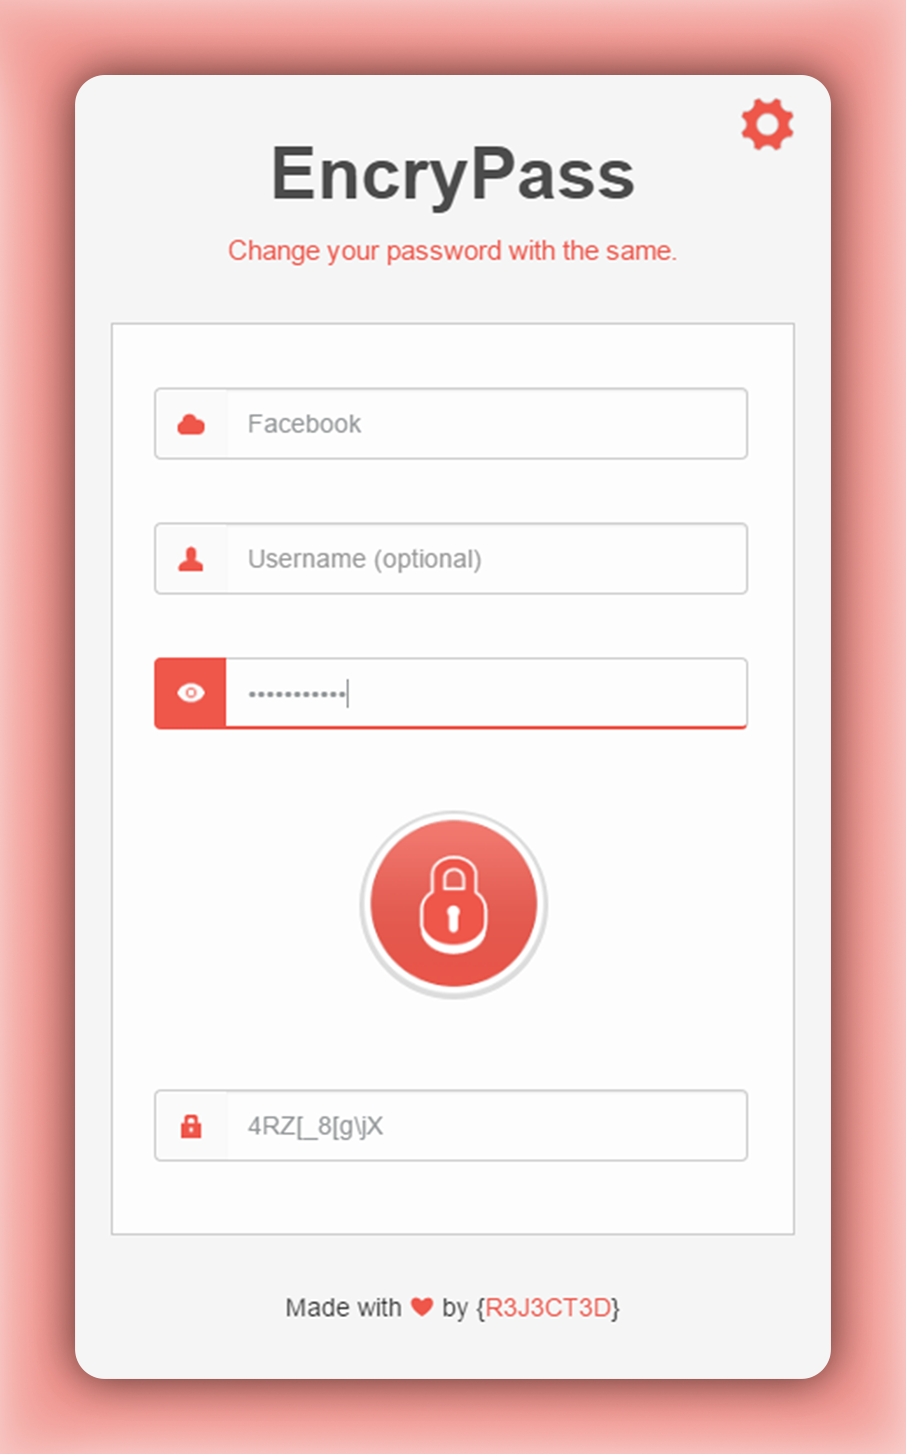 EncryPass
Change your password with the same.
Facebook
Username (optional)
•••••••••••
4RZ[_8[g\jX
Made with ♥ by {R3J3CT3D}